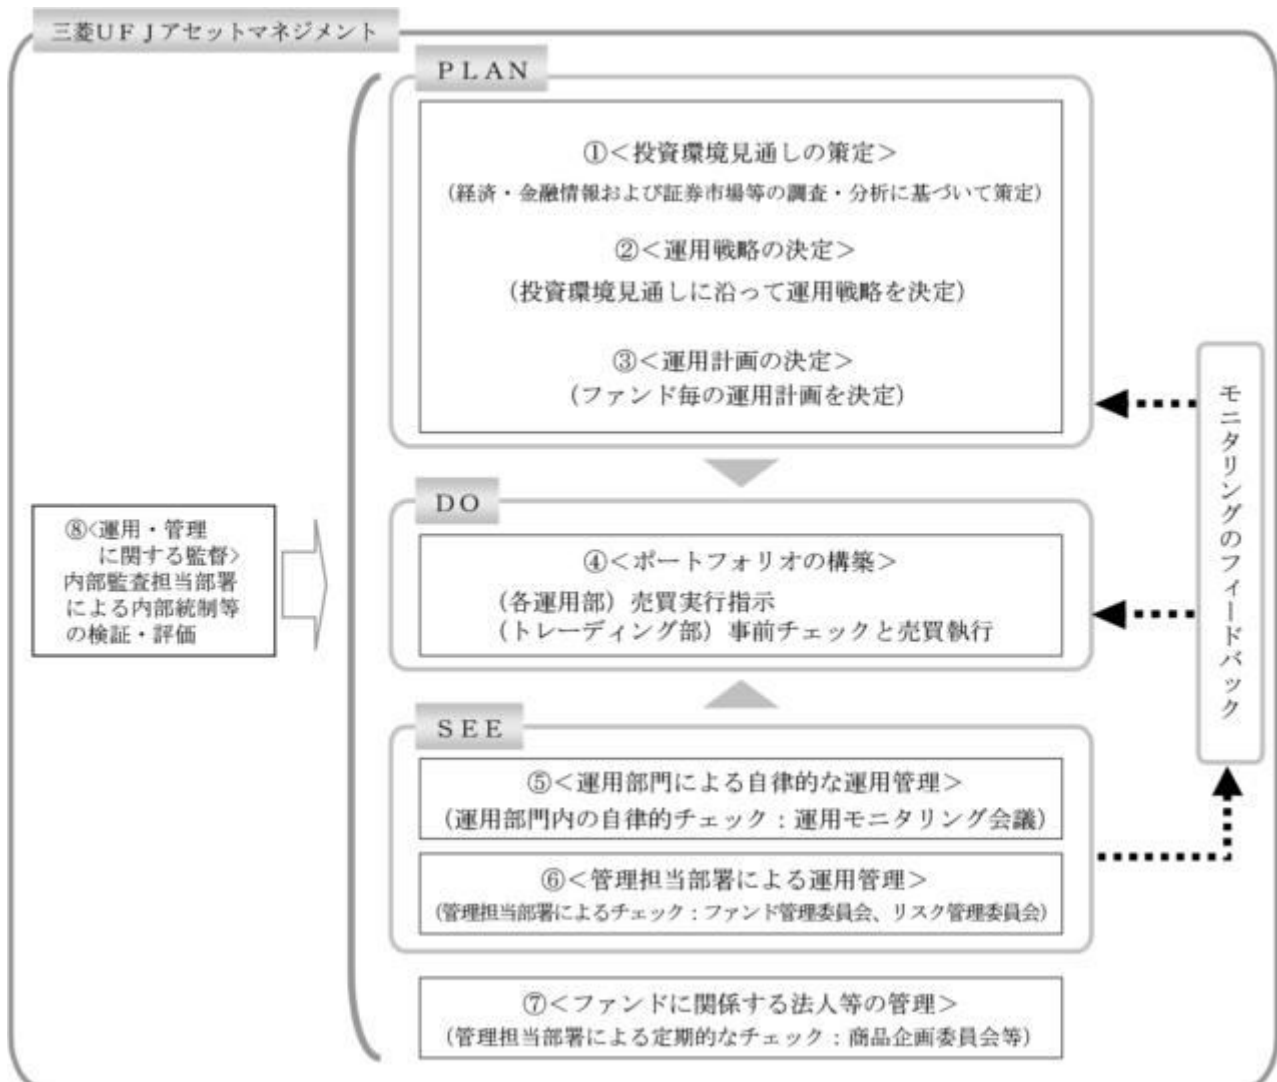 三菱ＵＦＪアセットマネジメント
ＰＬＡＮ
①＜投資環境見通しの策定＞
（経済・金融情報および証券市場等の調査・分析に基づいて策定）
②＜運用戦略の決定＞
（投資環境見通しに沿って運用戦略を決定）
③＜運用計画の決定＞
（ファンド毎の運用計画を決定）
ＤＯ
④＜ポートフォリオの構築＞
（各運用部）売買実行指示
（トレーディング部）事前チェックと売買執行
ＳＥＥ
⑤＜運用部門による自律的な運用管理＞
（運用部門内の自律的チェック：運用モニタリング会議）
⑥＜管理担当部署による運用管理＞
（管理担当部署によるチェック：ファンド管理委員会、リスク管理委員会）
⑦＜ファンドに関係する法人等の管理＞
（管理担当部署による定期的なチェック：商品企画委員会等）
⑧＜運用・管理
に関する監督＞
内部監査担当部署
による内部統制等
の検証・評価
モニタリングのフィードバック